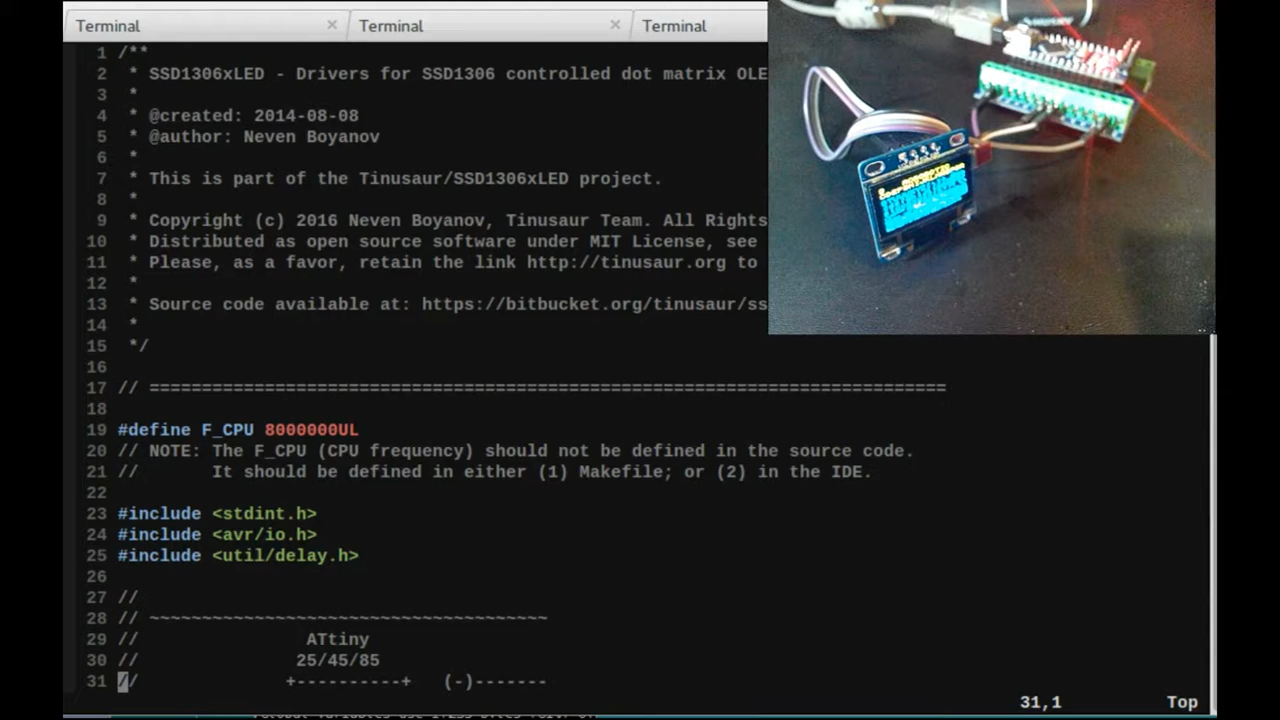 Terminal × Terminal × Terminal
1 /**
2 * SSD1306xLED - Drivers for SSD1306 controlled dot matrix OLE
3 *
4 * @created: 2014-08-08
5 * @author: Neven Boyanov
6 *
7 * This is part of the Tinusaur/SSD1306xLED project.
8 *
9 * Copyright (c) 2016 Neven Boyanov, Tinusaur Team. All Rights
10 * Distributed as open source software under MIT License, see
11 * Please, as a favor, retain the link http://tinusaur.org to
12 *
13 * Source code available at: https://bitbucket.org/tinusaur/ss
14 *
15 */
16
17 // ============================================================================
18
19 #define F_CPU 8000000UL
20 // NOTE: The F_CPU (CPU frequency) should not be defined in the source code.
21 // It should be defined in either (1) Makefile; or (2) in the IDE.
22
23 #include <stdint.h>
24 #include <avr/io.h>
25 #include <util/delay.h>
26
27 //
28 // ~~~~~~~~~~~~~~~~~~~~~~~~~~~~~~~~~~~~~~
29 // ATtiny
30 // 25/45/85
31 // +----------+ (-)-------
31,1 Top